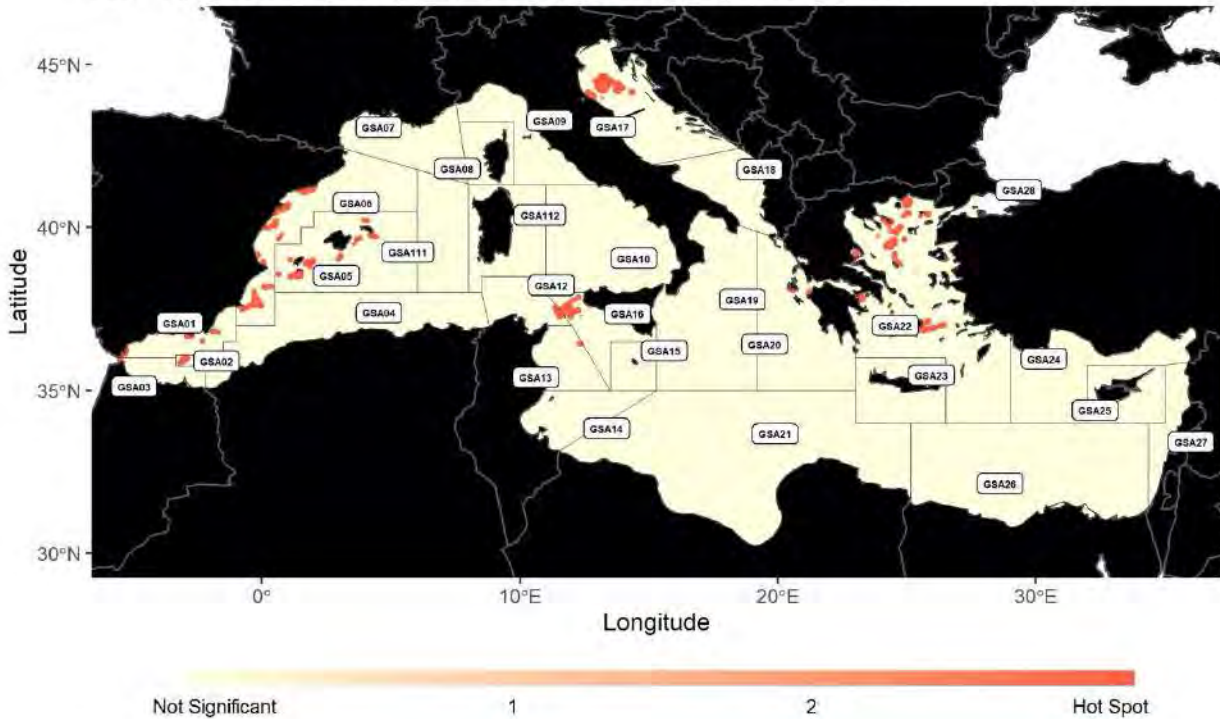 45°N
GSA07
GSA09
GSA17
GSA08
GSA18
GSA28
40°N
GSA06
GSA112
GSA111
GSA10
GSA05
GSA12
GSA19
GSA01
GSA04
GSA16
GSA22
GSA02
GSA15
GSA20
GSA24
35°N
GSA03
GSA13
GSA23
GSA25
GSA14
GSA21
GSA27
GSA26
30°N
0°
10°E
20°E
30°E
Latitude
Longitude
Not Significant
1
2
Hot Spot